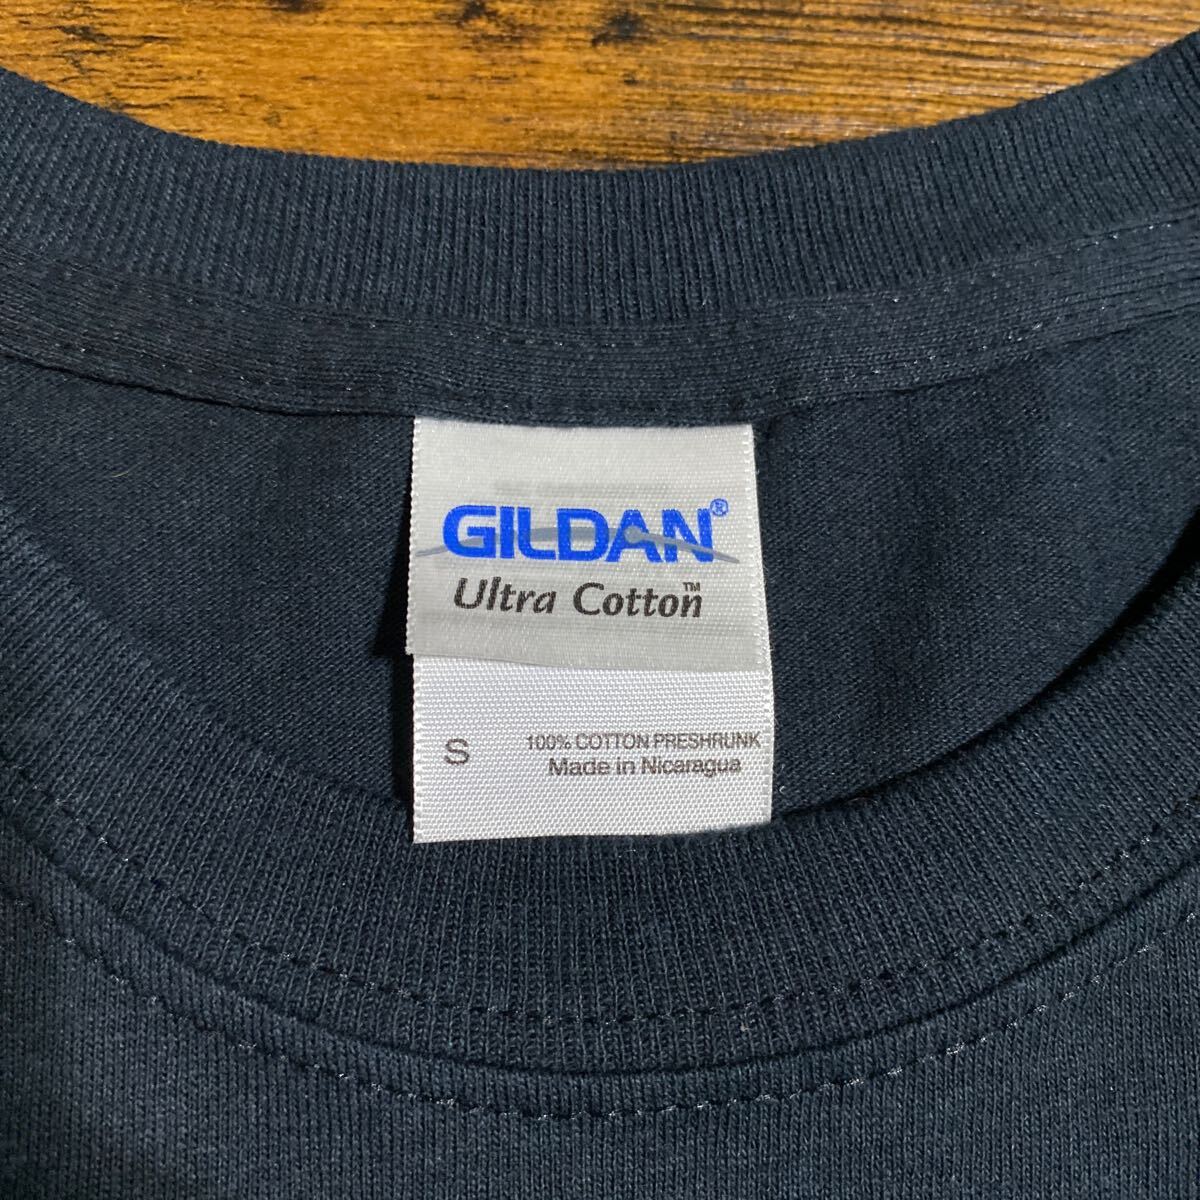 GILDAN®
Ultra Cotton™
S
100% COTTON PRESHRUNK
Made in Nicaragua